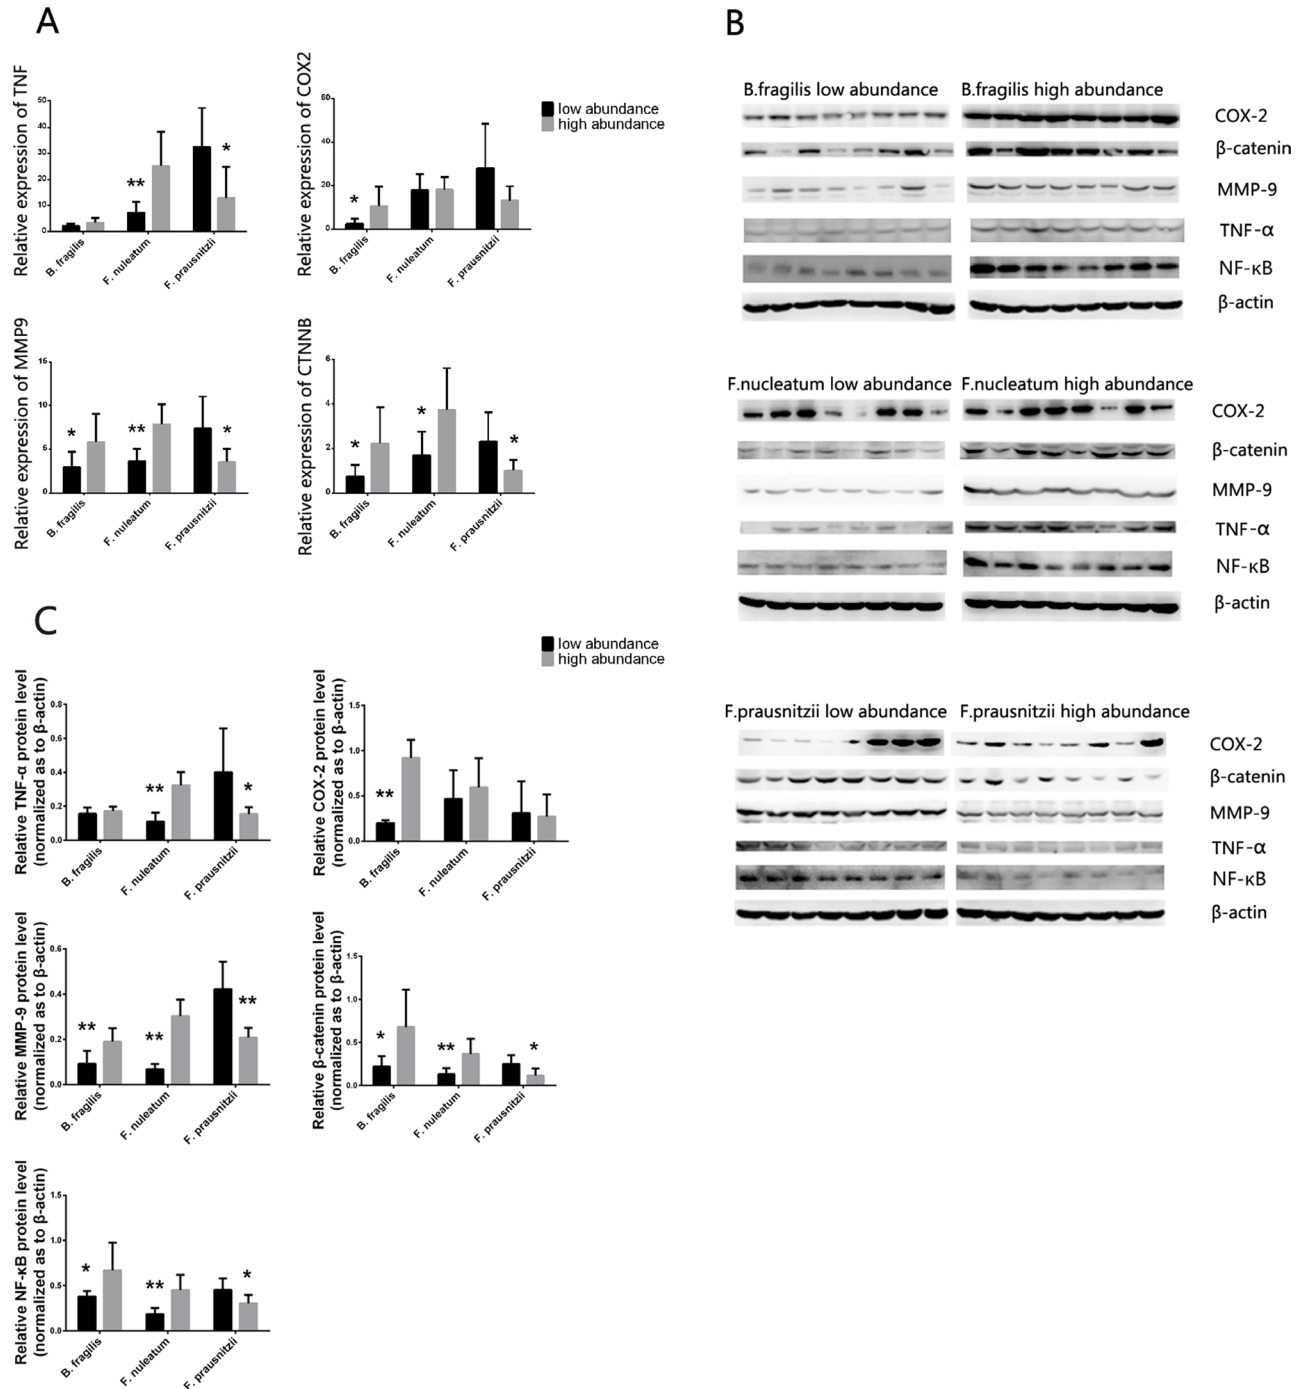 A
Relative expression of TNF
50
40
30
20
10
0
**
*
B. fragilis
F. nuleatum
F. prausnitzii
Relative expression of COX2
60
40
20
0
*
B. fragilis
F. nuleatum
F. prausnitzii
low abundance
high abundance
Relative expression of MMP9
15
10
5
0
*
**
*
B. fragilis
F. nuleatum
F. prausnitzii
Relative expression of CTNNB
6
4
2
0
*
*
*
B. fragilis
F. nuleatum
F. prausnitzii
B
B.fragilis low abundance
B.fragilis high abundance
COX-2
β-catenin
MMP-9
TNF-α
NF-κB
β-actin
F.nucleatum low abundance
F.nucleatum high abundance
COX-2
β-catenin
MMP-9
TNF-α
NF-κB
β-actin
F.prausnitzii low abundance
F.prausnitzii high abundance
COX-2
β-catenin
MMP-9
TNF-α
NF-κB
β-actin
C
low abundance
high abundance
Relative TNF-α protein level
(normalized as to β-actin)
0.8
0.6
0.4
0.2
0.0
**
*
B. fragilis
F. nuleatum
F. prausnitzii
Relative COX-2 protein level
(normalized as to β-actin)
1.5
1.0
0.5
0.0
**
B. fragilis
F. nuleatum
F. prausnitzii
Relative MMP-9 protein level
(normalized as to β-actin)
0.6
0.4
0.2
0.0
**
**
**
B. fragilis
F. nuleatum
F. prausnitzii
Relative β-catenin protein level
(normalized as to β-actin)
1.5
1.0
0.5
0.0
*
**
*
B. fragilis
F. nuleatum
F. prausnitzii
Relative NF-κB protein level
(normalized as to β-actin)
1.5
1.0
0.5
0.0
*
**
*
B. fragilis
F. nuleatum
F. prausnitzii